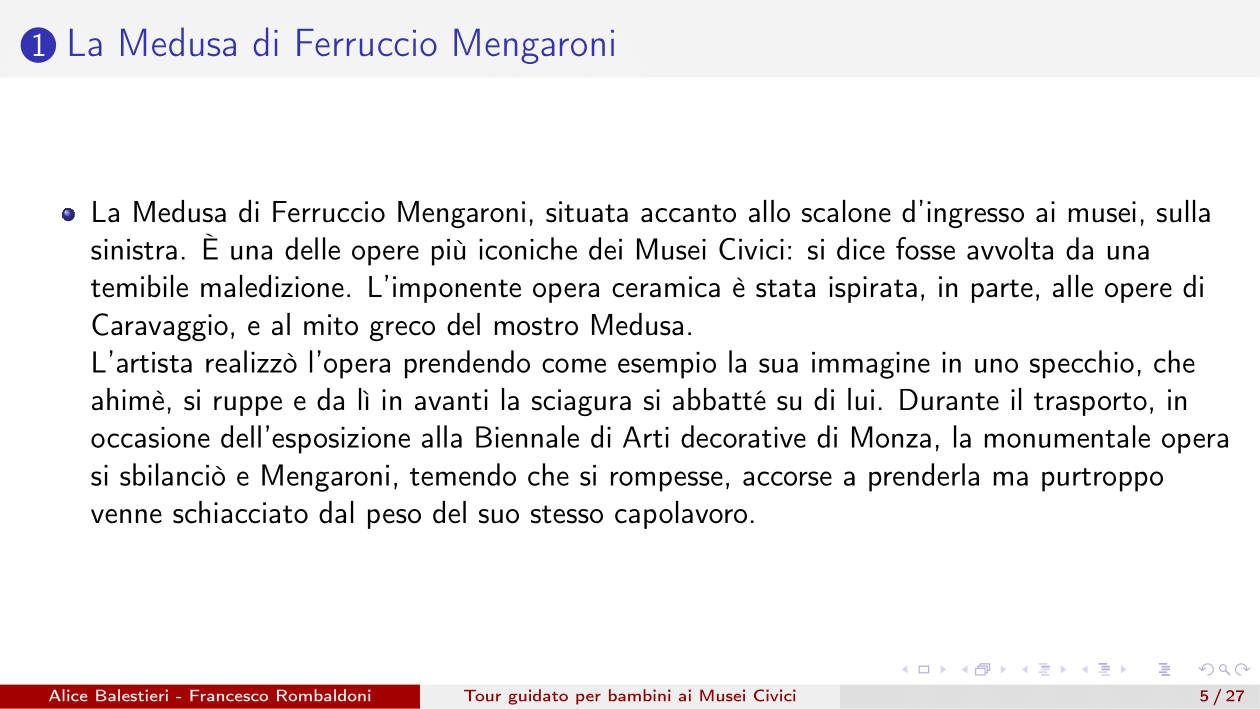 1 La Medusa di Ferruccio Mengaroni
La Medusa di Ferruccio Mengaroni, situata accanto allo scalone d'ingresso ai musei, sulla
sinistra. È una delle opere più iconiche dei Musei Civici: si dice fosse avvolta da una
temibile maledizione. L'imponente opera ceramica è stata ispirata, in parte, alle opere di
Caravaggio, e al mito greco del mostro Medusa.
L'artista realizzò l'opera prendendo come esempio la sua immagine in uno specchio, che
ahimè, si ruppe e da lì in avanti la sciagura si abbatté su di lui. Durante il trasporto, in
occasione dell'esposizione alla Biennale di Arti decorative di Monza, la monumentale opera
si sbilanciò e Mengaroni, temendo che si rompesse, accorse a prenderla ma purtroppo
venne schiacciato dal peso del suo stesso capolavoro.
Alice Balestieri - Francesco Rombaldoni Tour guidato per bambini ai Musei Civici 5 / 27